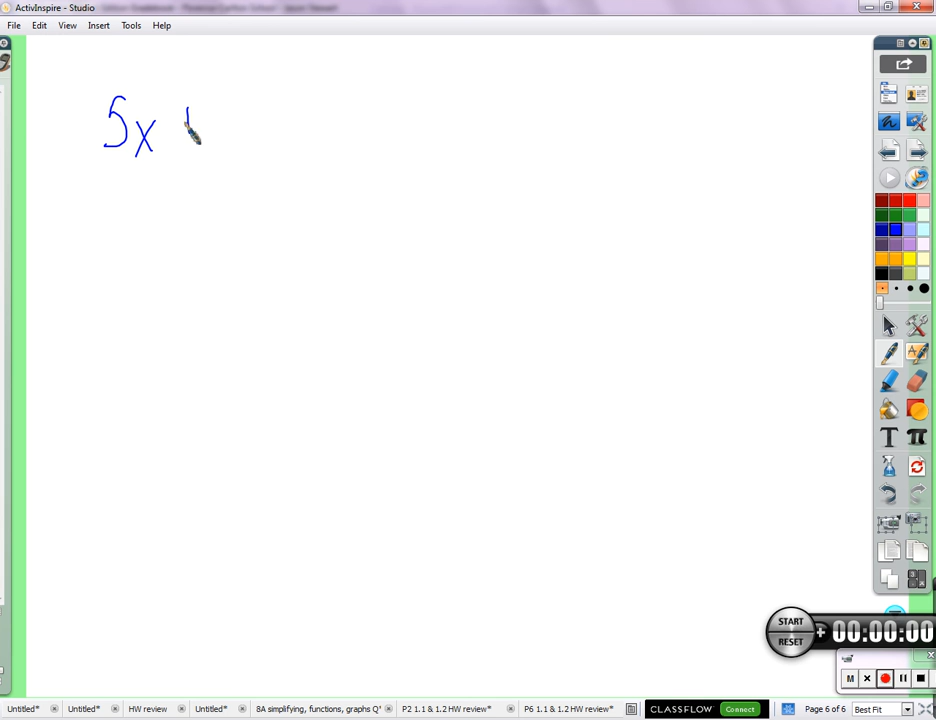 ActivInspire - Studio
File Edit View Insert Tools Help
5x
START
RESET
00:00:00
M
Untitled* Untitled* HW review Untitled* 8A simplifying, functions, graphs Q* P2 1.1 & 1.2 HW review* P6 1.1 & 1.2 HW review* CLASSFLOW Connect Page 6 of 6 Best Fit